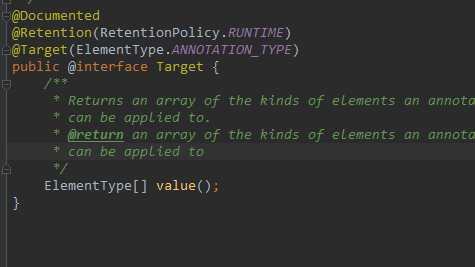 */
@Documented
@Retention(RetentionPolicy.RUNTIME)
@Target(ElementType.ANNOTATION_TYPE)
public @interface Target {
/**
* Returns an array of the kinds of elements an
* can be applied to.
* @return an array of the kinds of elements an
* can be applied to
*/
ElementType[] value();
}